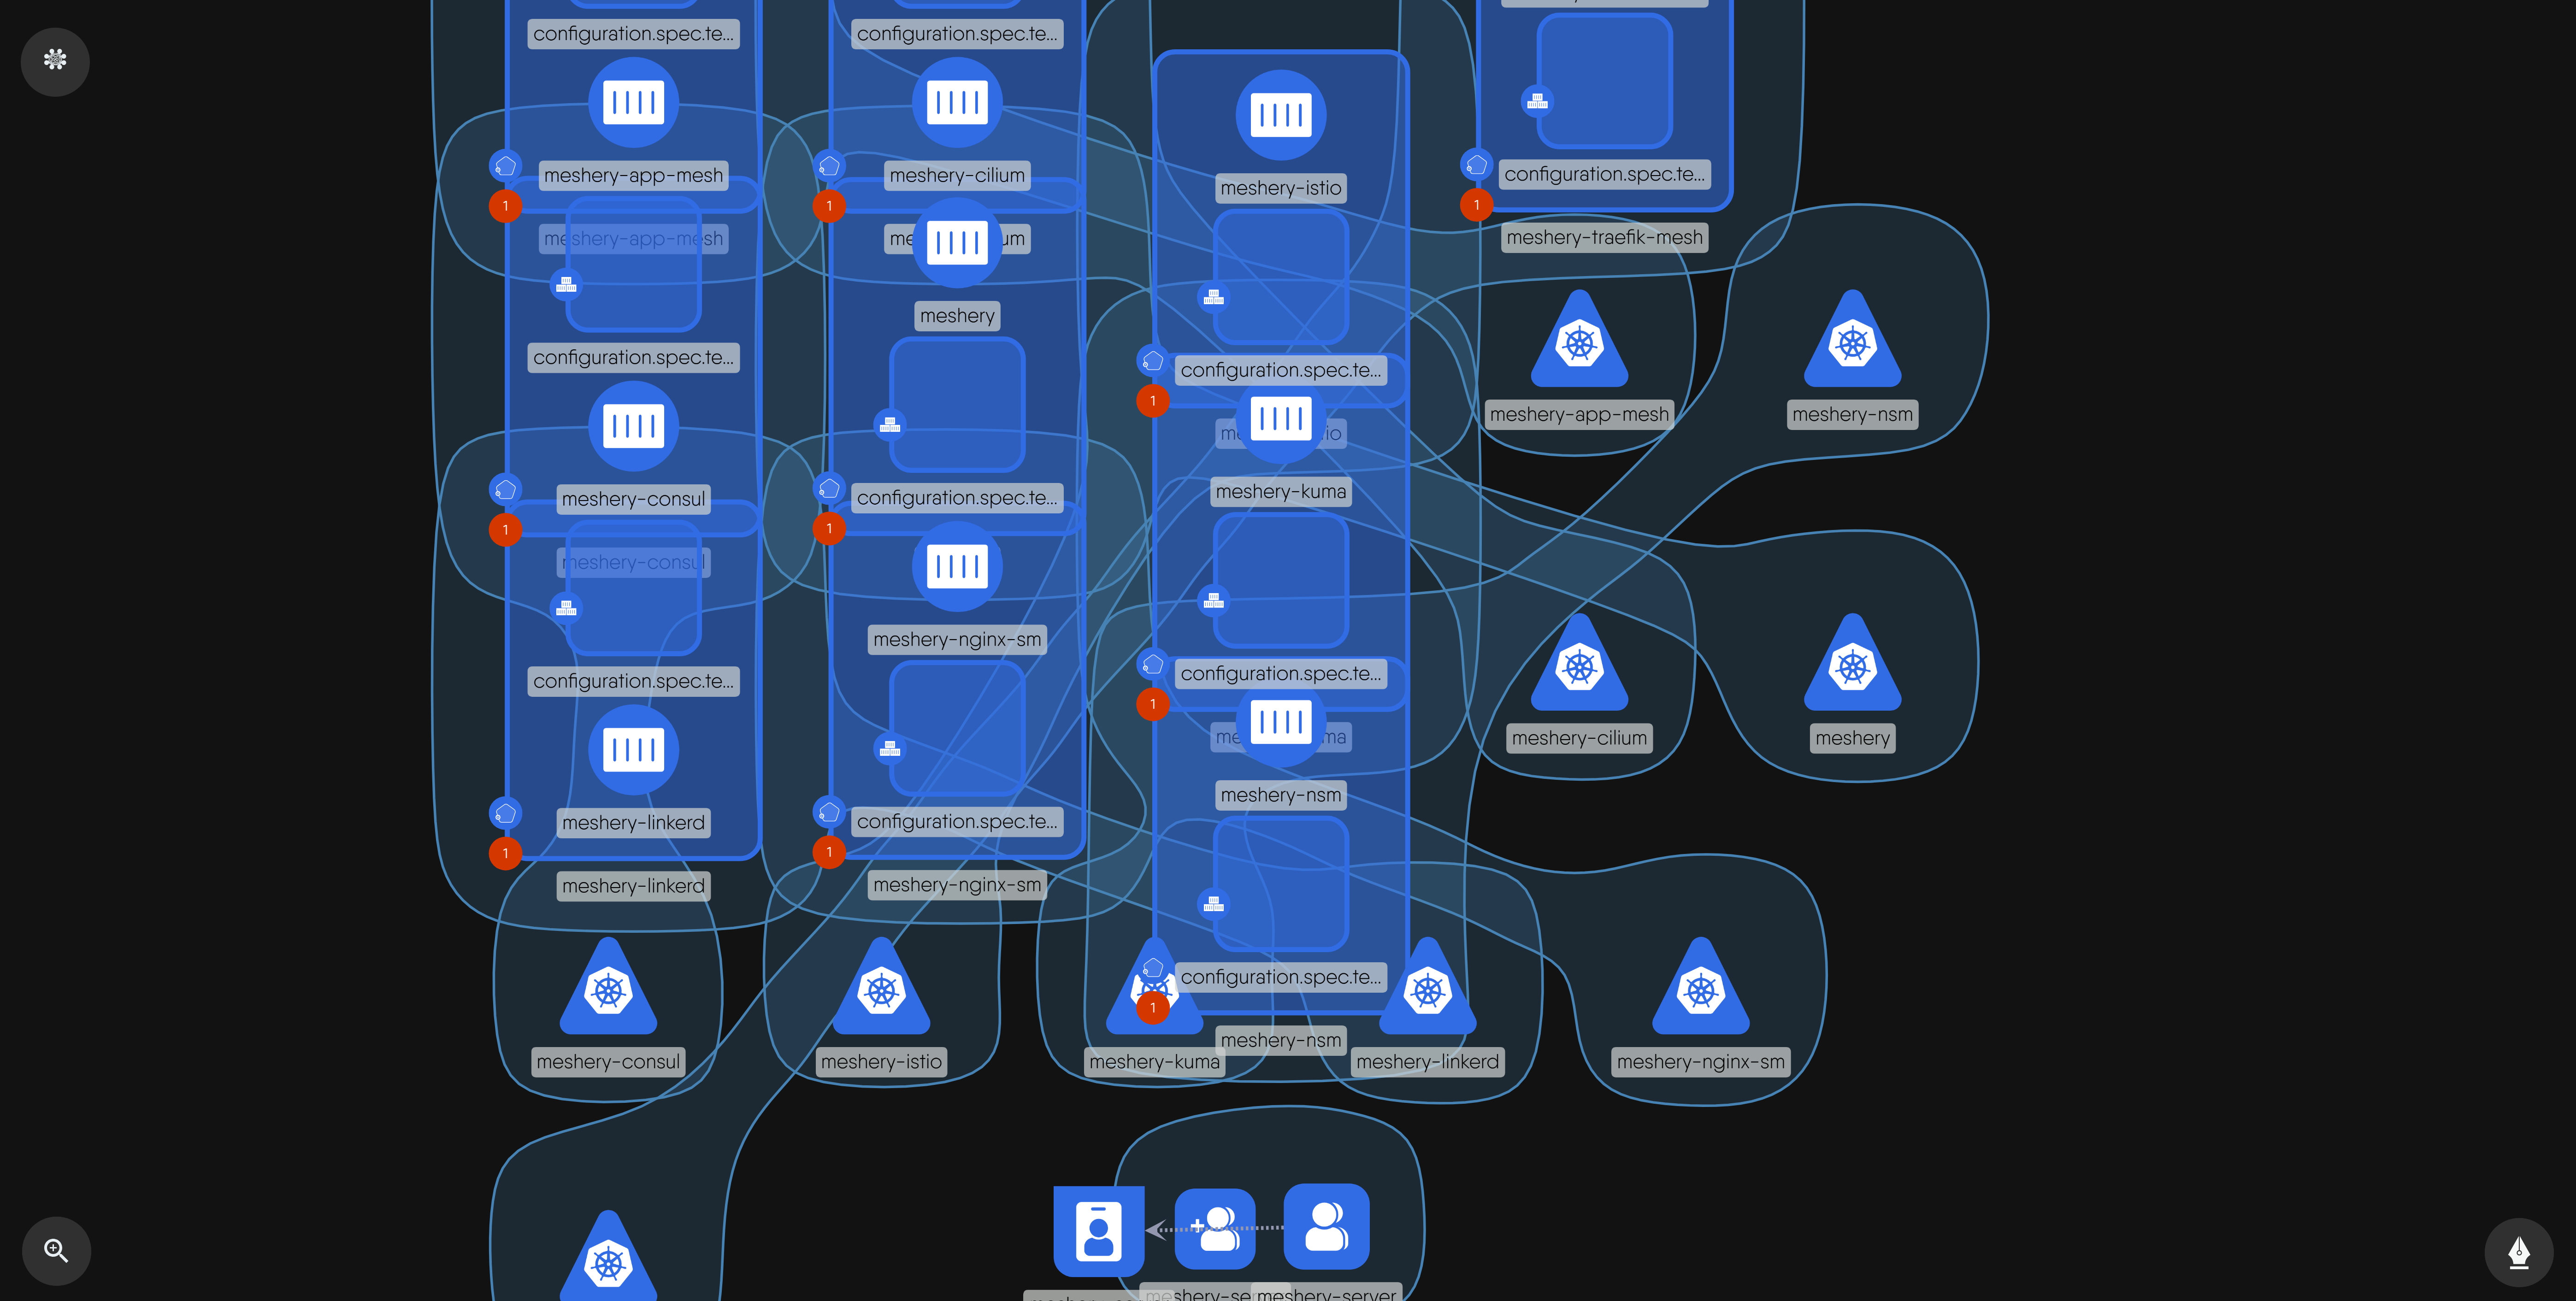 configuration.spec.te...
configuration.spec.te...
meshery-app-mesh
meshery-cilium
meshery-istio
configuration.spec.te...
1
1
1
meshery-app-mesh
meshery-traefik-mesh
meshery
configuration.spec.te...
configuration.spec.te...
1
meshery-app-mesh
meshery-nsm
meshery-consul
configuration.spec.te...
meshery-kuma
1
1
meshery-consul
meshery-nginx-sm
configuration.spec.te...
configuration.spec.te...
1
meshery-cilium
meshery
meshery-nsm
meshery-linkerd
configuration.spec.te...
1
1
meshery-linkerd
meshery-nginx-sm
configuration.spec.te...
1
meshery-nsm
meshery-consul
meshery-istio
meshery-kuma
meshery-linkerd
meshery-nginx-sm
meshery-server